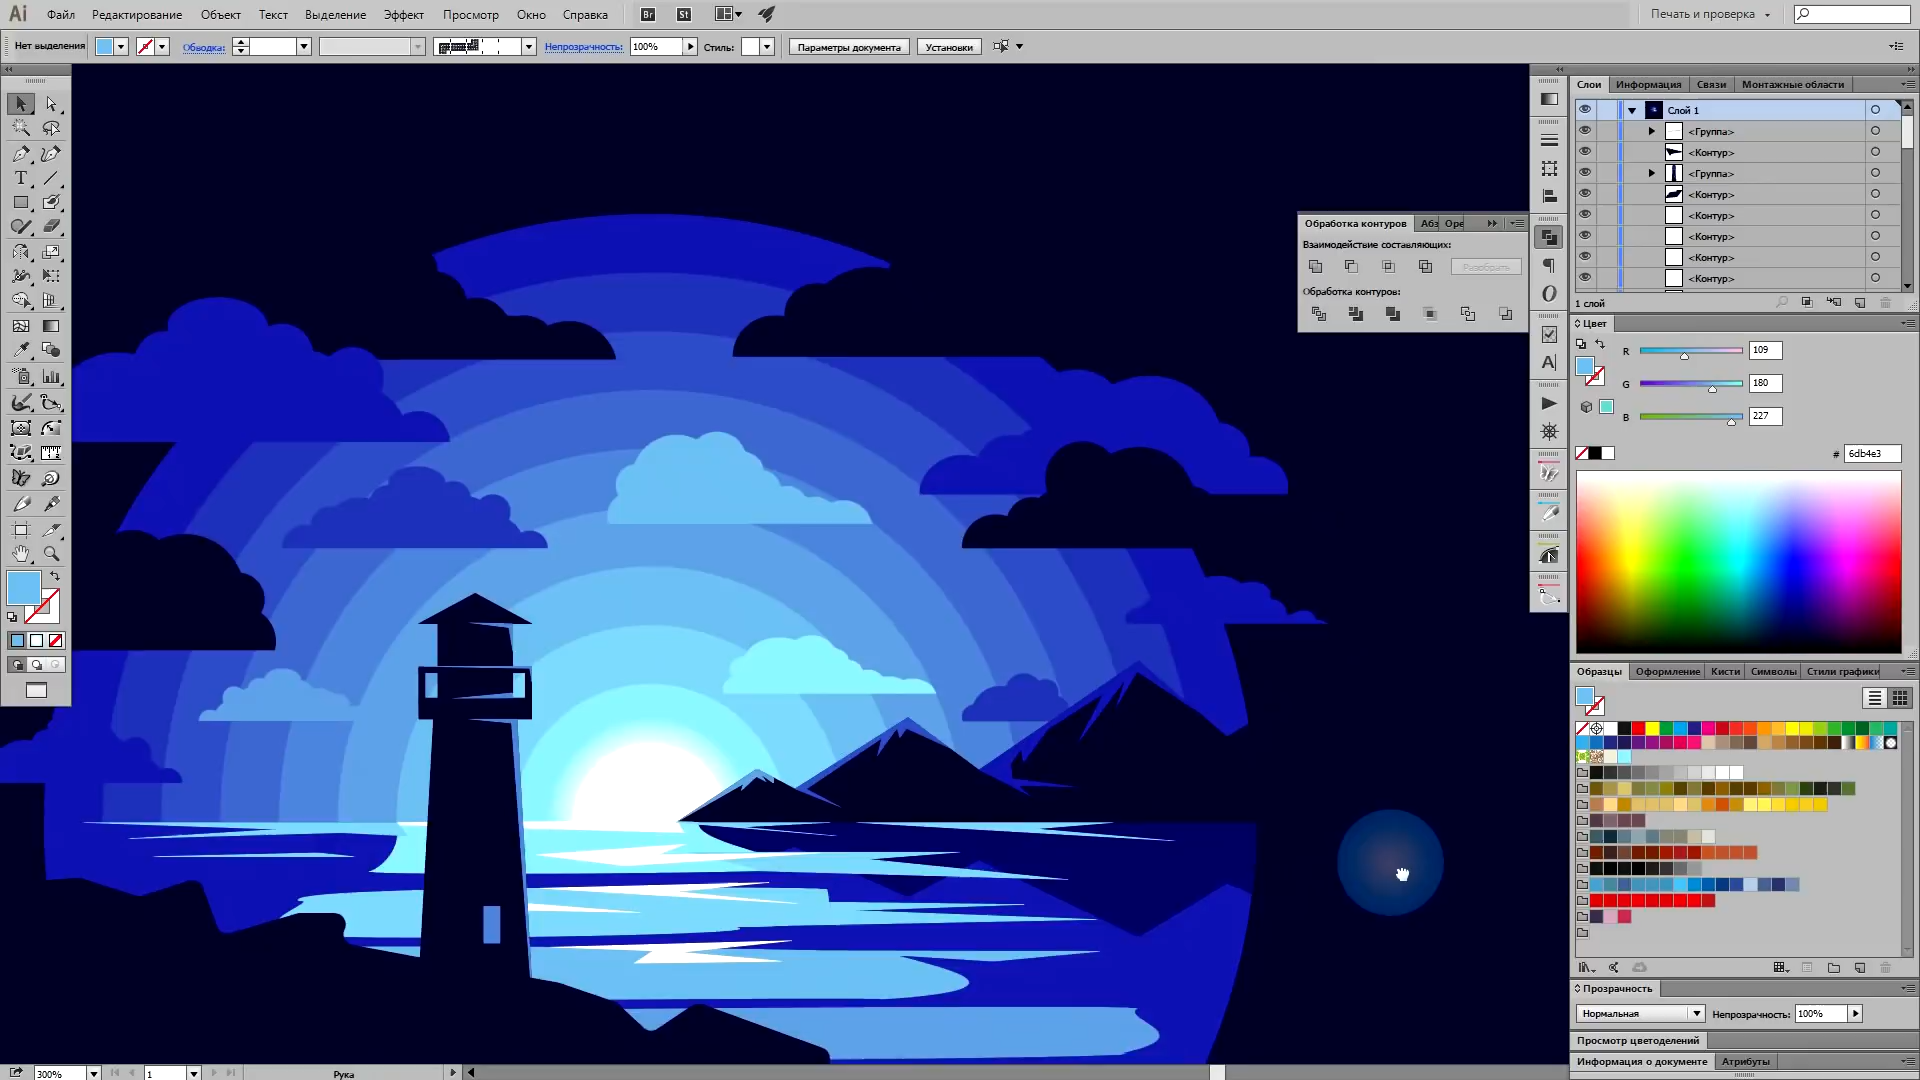 Ai Файл Редактирование Объект Текст Выделение Эффект Просмотр Окно Справка Br St Печать и проверка
Нет выделения Обводка: Непрозрачность: 100% Стиль: Параметры документа Установки
Слои Информация Связи Монтажные области
Слой 1
<Группа>
<Контур>
<Группа>
<Контур>
<Контур>
<Контур>
<Контур>
<Контур>
1 слой
Обработка контуров Абз Оре
Взаимодействие составляющих:
Разобрать
Обработка контуров:
Цвет
R 109
G 180
B 227
# 6db4e3
Образцы Оформление Кисти Символы Стили графики
Прозрачность
Нормальная Непрозрачность: 100%
Просмотр цветоделений
Информация о документе Атрибуты
300% 1 Рука